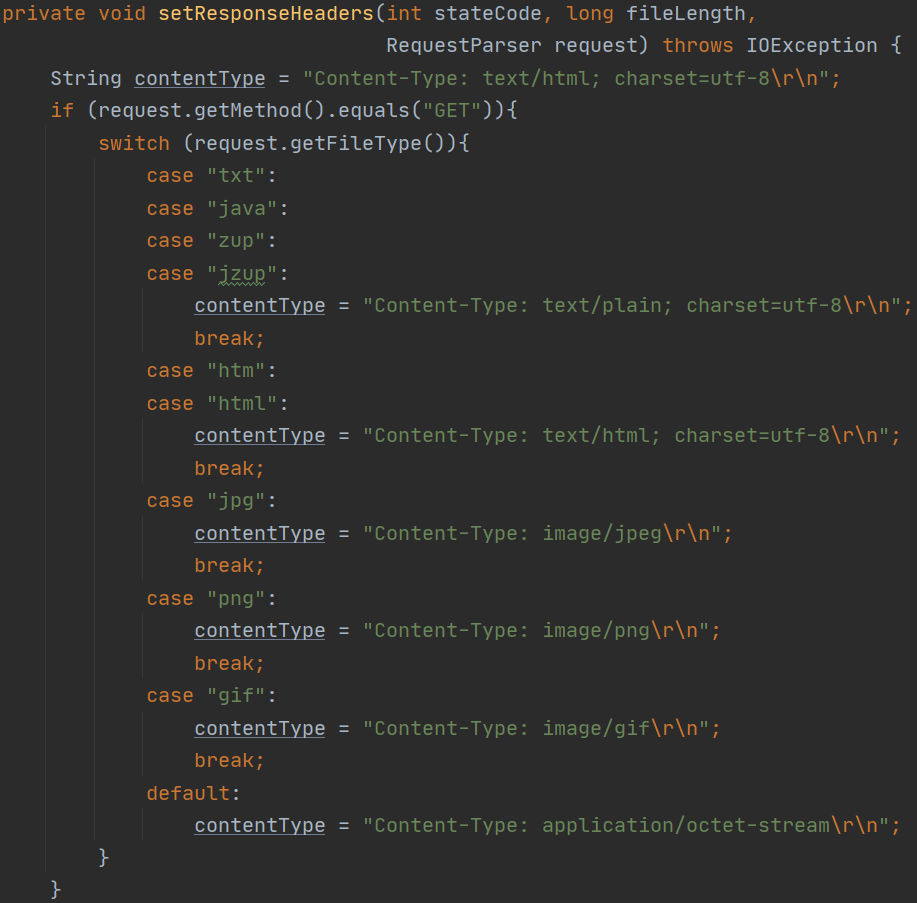 private void setResponseHeaders(int stateCode, long fileLength,
                                RequestParser request) throws IOException {
    String contentType = "Content-Type: text/html; charset=utf-8\r\n";
    if (request.getMethod().equals("GET")){
        switch (request.getFileType()){
            case "txt":
            case "java":
            case "zup":
            case "jzup":
                contentType = "Content-Type: text/plain; charset=utf-8\r\n";
                break;
            case "htm":
            case "html":
                contentType = "Content-Type: text/html; charset=utf-8\r\n";
                break;
            case "jpg":
                contentType = "Content-Type: image/jpeg\r\n";
                break;
            case "png":
                contentType = "Content-Type: image/png\r\n";
                break;
            case "gif":
                contentType = "Content-Type: image/gif\r\n";
                break;
            default:
                contentType = "Content-Type: application/octet-stream\r\n";
        }
    }